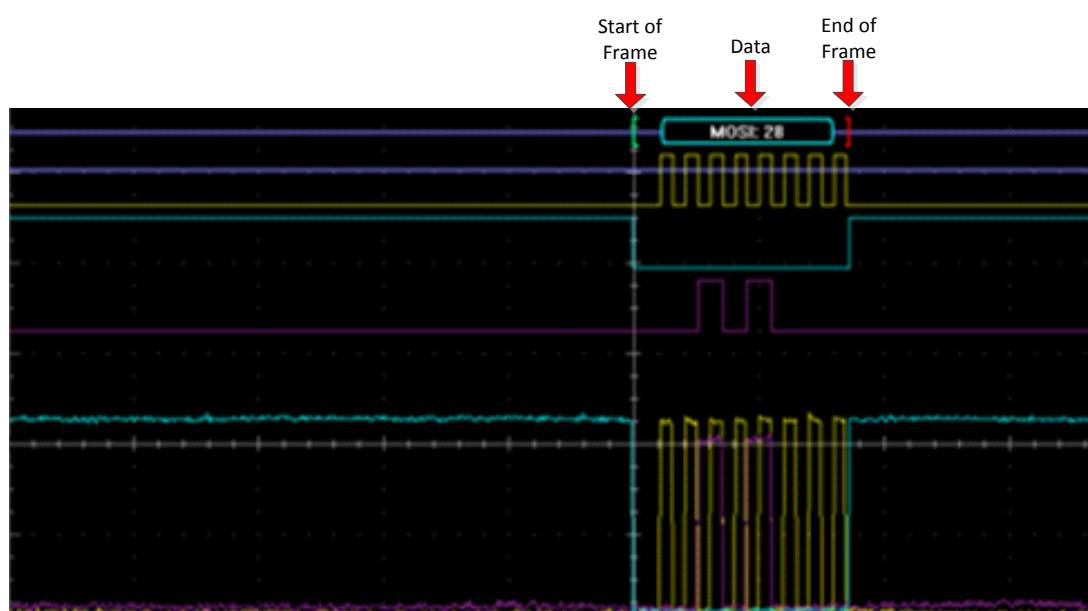 Start of
Frame
Data
End of
Frame
MOSI: 28